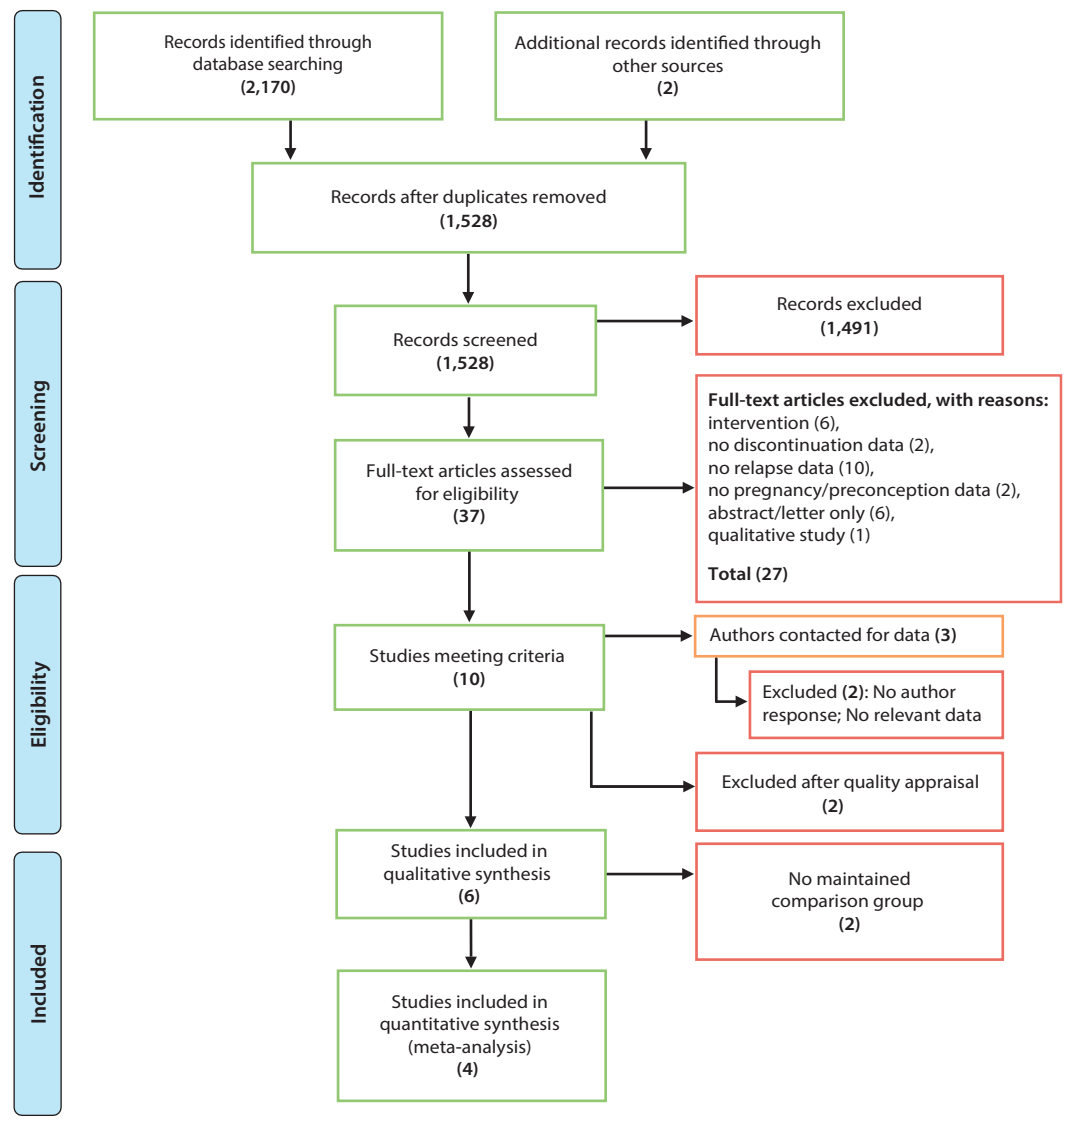 Identification
Records identified through
database searching
(2,170)
Additional records identified through
other sources
(2)
Records after duplicates removed
(1,528)
Screening
Records screened
(1,528)
Records excluded
(1,491)
Full-text articles assessed
for eligibility
(37)
Full-text articles excluded, with reasons:
intervention (6),
no discontinuation data (2),
no relapse data (10),
no pregnancy/preconception data (2),
abstract/letter only (6),
qualitative study (1)
Total (27)
Eligibility
Studies meeting criteria
(10)
Authors contacted for data (3)
Excluded (2): No author
response; No relevant data
Excluded after quality appraisal
(2)
Included
Studies included in
qualitative synthesis
(6)
No maintained
comparison group
(2)
Studies included in
quantitative synthesis
(meta-analysis)
(4)